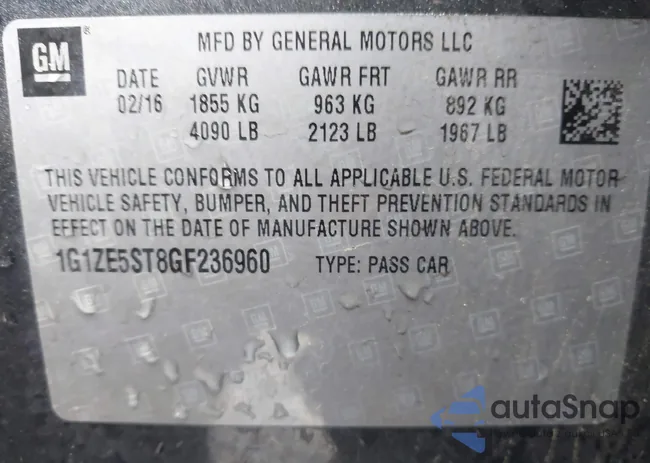 GM
®
MFD BY GENERAL MOTORS LLC
DATE GVWR GAWR FRT GAWR RR
02/16 1855 KG 963 KG 892 KG
4090 LB 2123 LB 1967 LB
THIS VEHICLE CONFORMS TO ALL APPLICABLE U.S. FEDERAL MOTOR
VEHICLE SAFETY, BUMPER, AND THEFT PREVENTION STANDARDS IN
EFFECT ON THE DATE OF MANUFACTURE SHOWN ABOVE.
1G1ZE5ST8GF236960 TYPE: PASS CAR
autoSnap